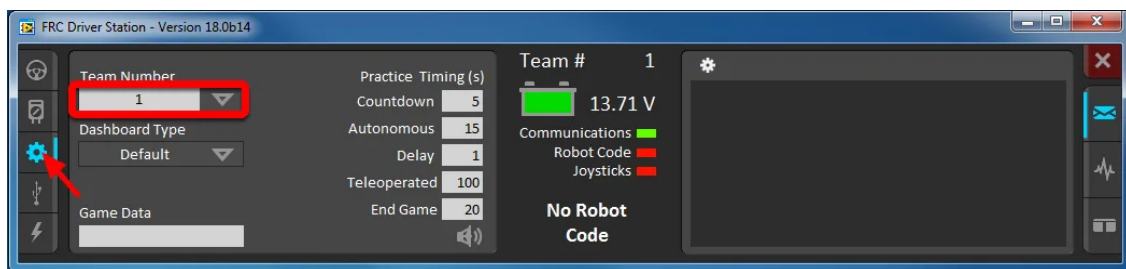 FRC Driver Station - Version 18.0b14
Team Number
1
Dashboard Type
Default
Game Data
Practice Timing (s)
Countdown 5
Autonomous 15
Delay 1
Teleoperated 100
End Game 20
Team # 1
13.71 V
Communications
Robot Code
Joysticks
No Robot
Code